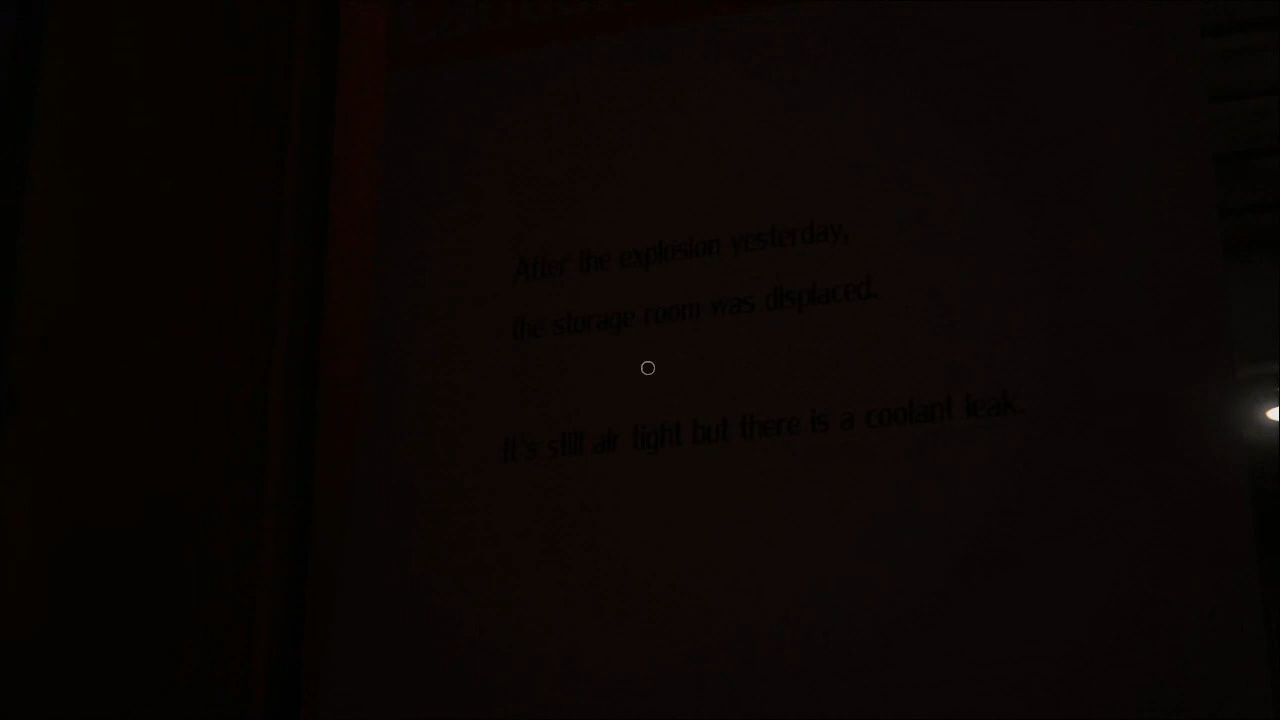 After the explosion yesterday,
the storage room was displaced.
It's still air tight but there is a coolant leak.